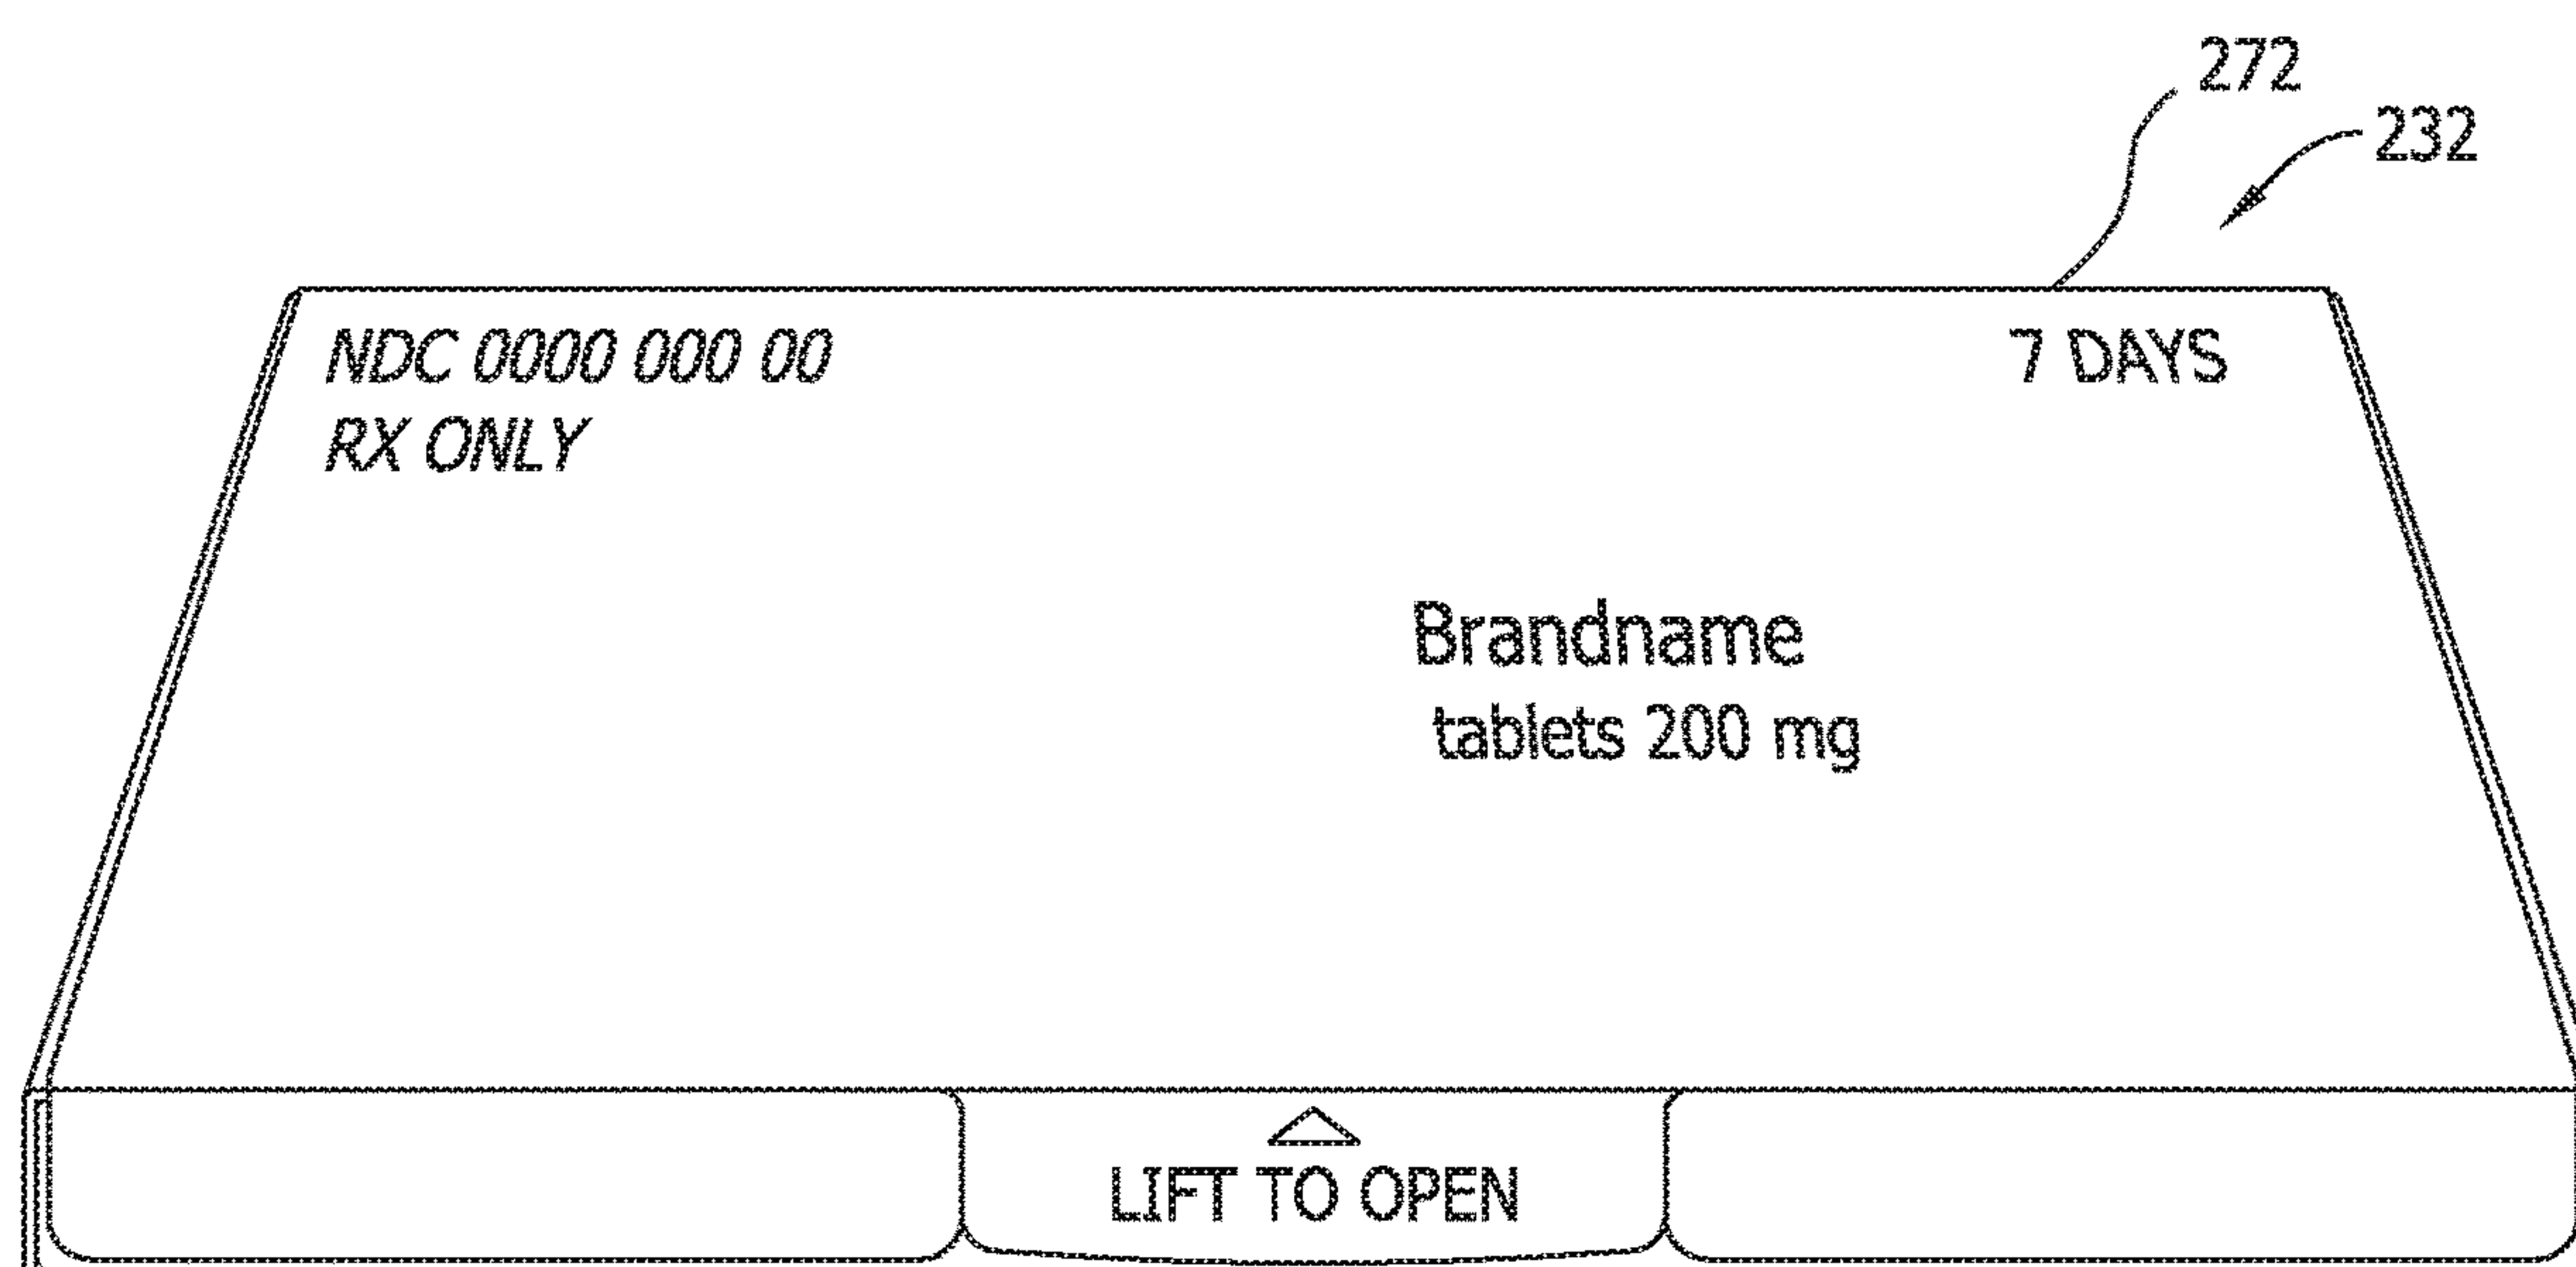 272
232
NDC 0000 000 00
7 DAYS
RX ONLY
Brandname
tablets 200 mg
LIFT TO OPEN